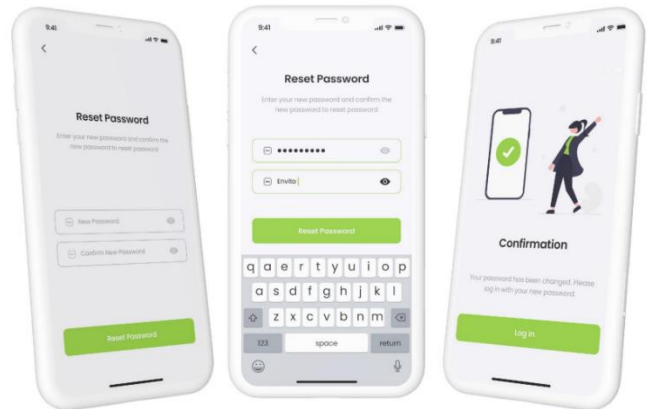 9:41
Reset Password
Enter your new password and confirm the
new password to reset password
New Password
Confirm New Password
Reset Password
9:41
Reset Password
Enter your new password and confirm the
new password to reset password
Envito
Reset Password
q a e r t y u i o p
a s d f g h j k l
z x c v b n m
123 space return
9:41
Confirmation
Your password has been changed. Please
log in with your new password.
Log in